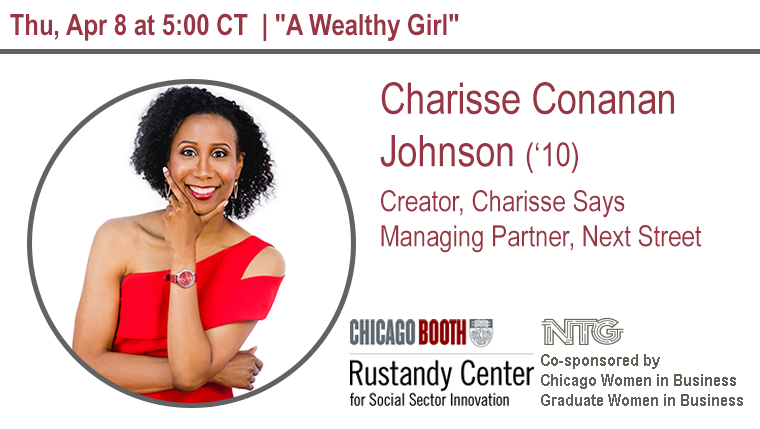 Thu, Apr 8 at 5:00 CT | "A Wealthy Girl"
Charisse Conanan
Johnson (‘10)
Creator, Charisse Says
Managing Partner, Next Street
CHICAGO BOOTH
Rustandy Center
for Social Sector Innovation
NTG
Co-sponsored by
Chicago Women in Business
Graduate Women in Business